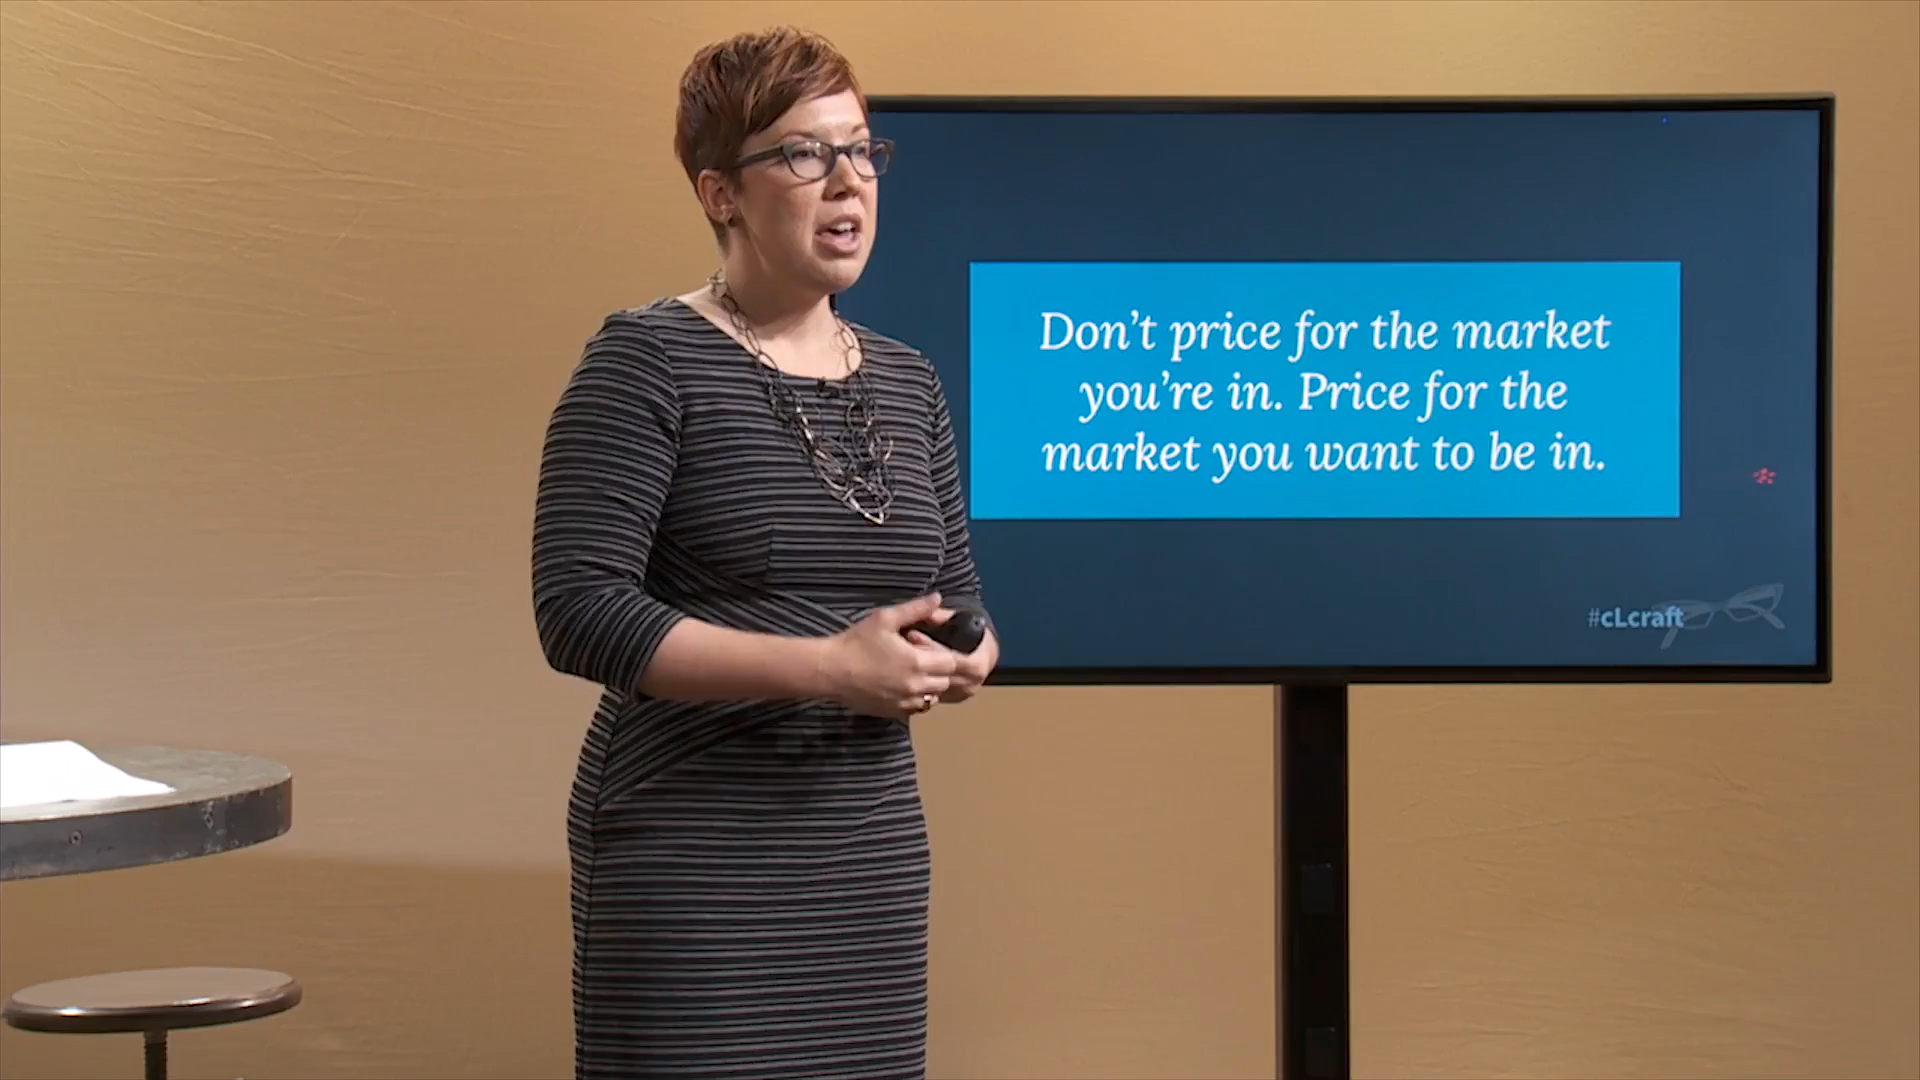 Don't price for the market
you're in. Price for the
market you want to be in.
#cLcraft